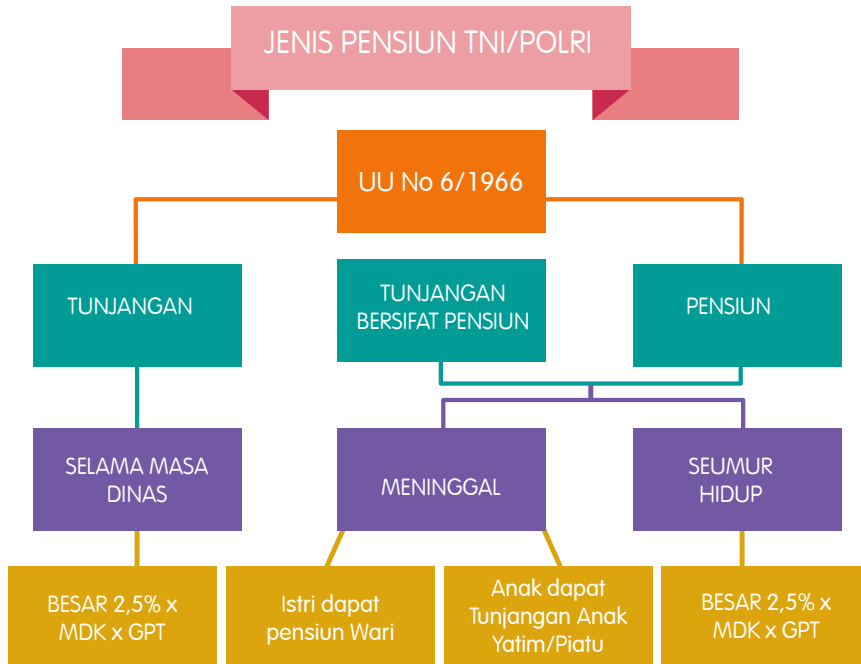 JENIS PENSIUN TNI/POLRI
UU No 6/1966
TUNJANGAN
TUNJANGAN
BERSIFAT PENSIUN
PENSIUN
SELAMA MASA
DINAS
MENINGGAL
SEUMUR
HIDUP
BESAR 2,5% x
MDK x GPT
Istri dapat
pensiun Wari
Anak dapat
Tunjangan Anak
Yatim/Piatu
BESAR 2,5% x
MDK x GPT